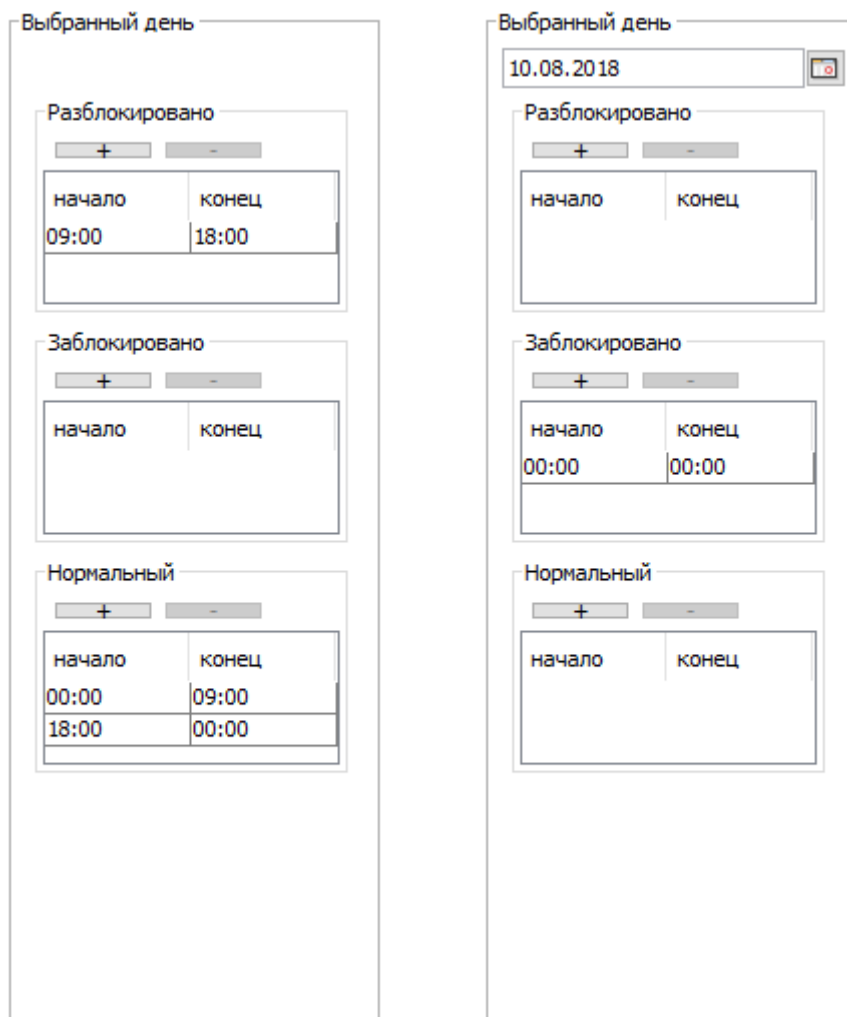 Выбранный день
Разблокировано
+ -
начало конец
09:00 18:00
Заблокировано
+ -
начало конец
Нормальный
+ -
начало конец
00:00 09:00
18:00 00:00
Выбранный день
10.08.2018
Разблокировано
+ -
начало конец
Заблокировано
+ -
начало конец
00:00 00:00
Нормальный
+ -
начало конец